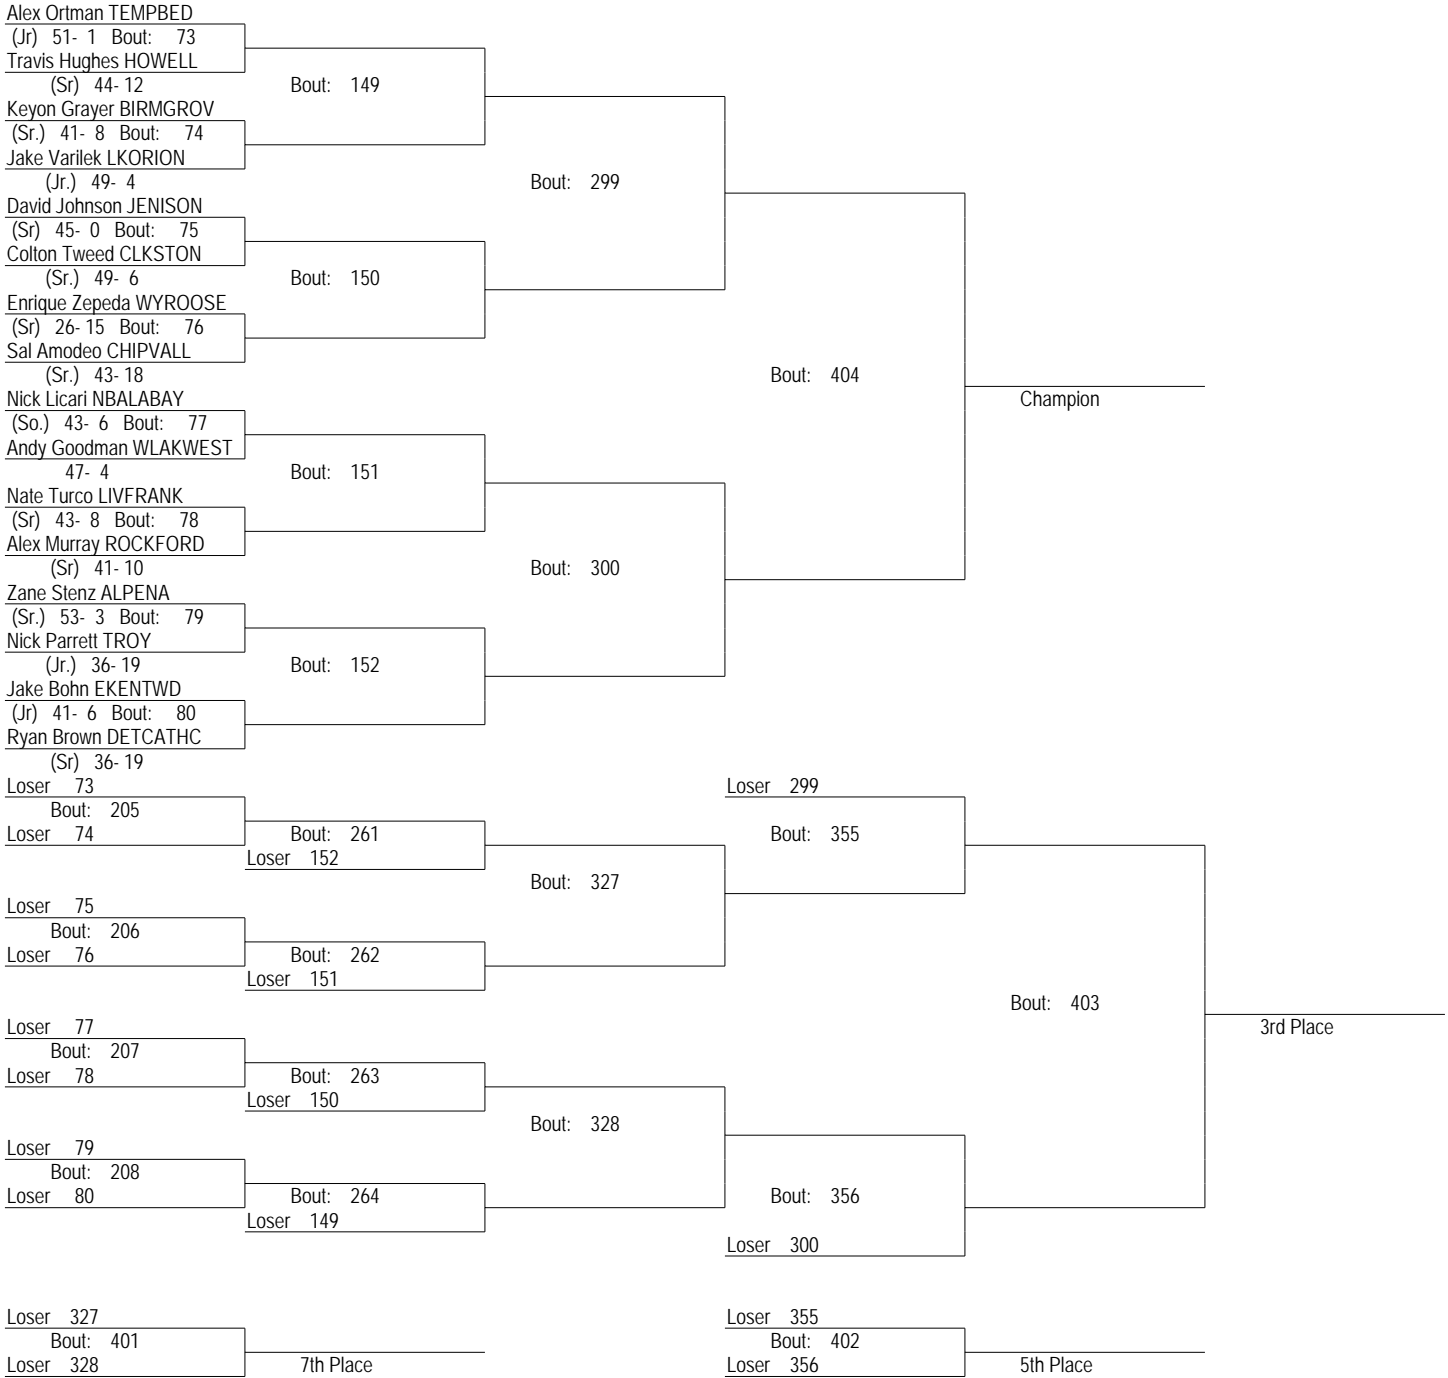 Alex Ortman TEMPBED
(Jr) 51- 1 Bout: 73
Travis Hughes HOWELL
(Sr) 44- 12
Bout: 149
Keyon Grayer BIRMGROV
(Sr.) 41- 8 Bout: 74
Jake Varilek LKORION
(Jr.) 49- 4
Bout: 299
David Johnson JENISON
(Sr) 45- 0 Bout: 75
Colton Tweed CLKSTON
(Sr.) 49- 6
Bout: 150
Enrique Zepeda WYROOSE
(Sr) 26- 15 Bout: 76
Sal Amodeo CHIPVALL
(Sr.) 43- 18
Bout: 404
Nick Licari NBALABAY
Champion
(So.) 43- 6 Bout: 77
Andy Goodman WLAKWEST
47- 4
Bout: 151
Nate Turco LIVFRANK
(Sr) 43- 8 Bout: 78
Alex Murray ROCKFORD
(Sr) 41- 10
Bout: 300
Zane Stenz ALPENA
(Sr.) 53- 3 Bout: 79
Nick Parrett TROY
(Jr.) 36- 19
Bout: 152
Jake Bohn EKENTWD
(Jr) 41- 6 Bout: 80
Ryan Brown DETCATHC
(Sr) 36- 19
Loser 73
Loser 299
Bout: 205
Loser 74
Bout: 261
Bout: 355
Loser 152
Bout: 327
Loser 75
Bout: 206
Loser 76
Bout: 262
Loser 151
Bout: 403
Loser 77
3rd Place
Bout: 207
Loser 78
Bout: 263
Loser 150
Bout: 328
Loser 79
Bout: 208
Loser 80
Bout: 264
Bout: 356
Loser 149
Loser 300
Loser 327
Loser 355
Bout: 401
Bout: 402
Loser 328
7th Place
Loser 356
5th Place